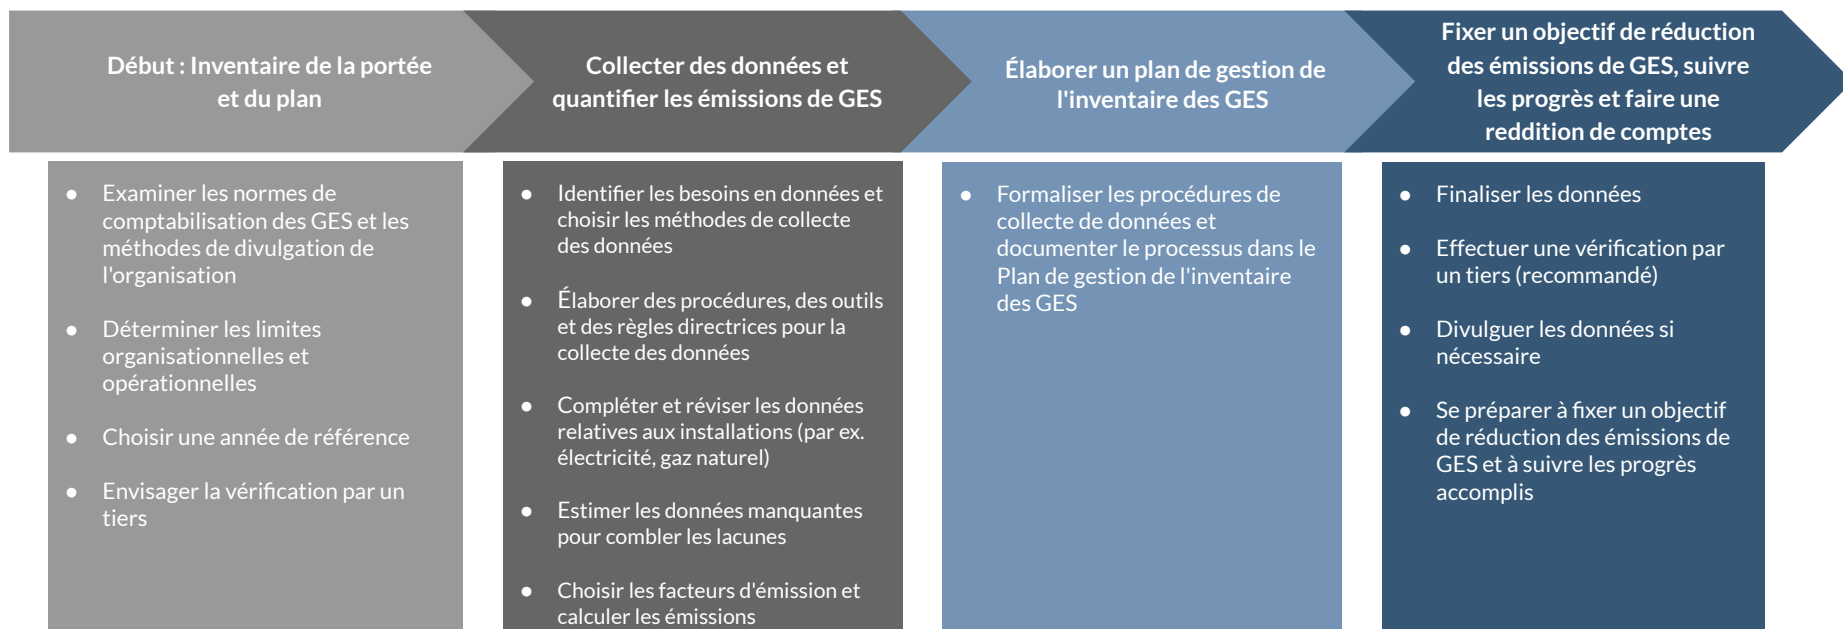 Début : Inventaire de la portée
et du plan
Collecter des données et
quantifier les émissions de GES
Élaborer un plan de gestion de
l'inventaire des GES
Fixer un objectif de réduction
des émissions de GES, suivre
les progrès et faire une
reddition de comptes
● Examiner les normes de
comptabilisation des GES et les
méthodes de divulgation de
l'organisation
● Déterminer les limites
organisationnelles et
opérationnelles
● Choisir une année de référence
● Envisager la vérification par un
tiers
● Identifier les besoins en données et
choisir les méthodes de collecte
des données
● Élaborer des procédures, des outils
et des règles directrices pour la
collecte des données
● Compléter et réviser les données
relatives aux installations (par ex.
électricité, gaz naturel)
● Estimer les données manquantes
pour combler les lacunes
● Choisir les facteurs d'émission et
calculer les émissions
● Formaliser les procédures de
collecte de données et
documenter le processus dans le
Plan de gestion de l'inventaire
des GES
● Finaliser les données
● Effectuer une vérification par
un tiers (recommandé)
● Divulguer les données si
nécessaire
● Se préparer à fixer un objectif
de réduction des émissions de
GES et à suivre les progrès
accomplis